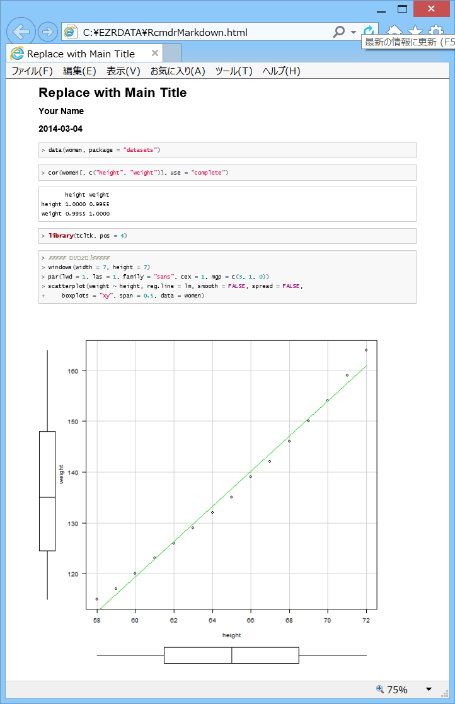 C:¥EZRDATA¥RcmdrMarkdown.html
最新の情報に更新 (F5
Replace with Main Title
ファイル(F) 編集(E) 表示(V) お気に入り(A) ツール(T) ヘルプ(H)
Replace with Main Title
Your Name
2014-03-04
> data(women, package = "datasets")
> cor(women[, c("height", "weight")], use = "complete")
height weight
height 1.0000 0.9955
weight 0.9955 1.0000
> library(tcltk, pos = 4)
> windows(width = 7, height = 7)
> par(lwd = 1, las = 1, family = "sans", cex = 1, mgp = c(3, 1, 0))
> scatterplot(weight ~ height, reg.line = lm, smooth = FALSE, spread = FALSE,
+ boxplots = "xy", span = 0.5, data = women)
160
150
weight
140
130
120
58 60 62 64 66 68 70 72
height
75%